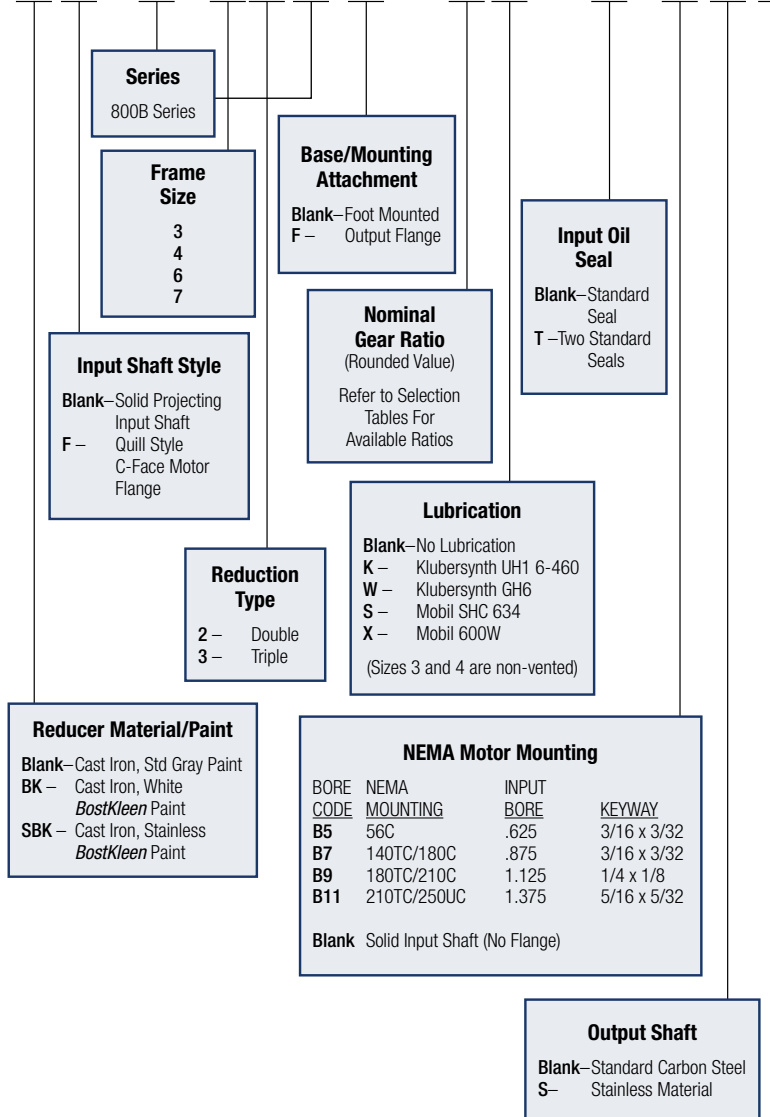 Series
800B Series
Frame
Size
3
4
6
7
Base/Mounting
Attachment
Blank–Foot Mounted
F – Output Flange
Input Oil
Seal
Blank–Standard
Seal
T –Two Standard
Seals
Nominal
Gear Ratio
(Rounded Value)
Refer to Selection
Tables For
Available Ratios
Input Shaft Style
Blank–Solid Projecting
Input Shaft
F – Quill Style
C-Face Motor
Flange
Lubrication
Blank–No Lubrication
K – Klubersynth UH1 6-460
W – Klubersynth GH6
S – Mobil SHC 634
X – Mobil 600W
(Sizes 3 and 4 are non-vented)
Reduction
Type
2 – Double
3 – Triple
Reducer Material/Paint
Blank–Cast Iron, Std Gray Paint
BK – Cast Iron, White
BostKleen Paint
SBK – Cast Iron, Stainless
BostKleen Paint
NEMA Motor Mounting
BORE NEMA INPUT
CODE MOUNTING BORE KEYWAY
B5 56C .625 3/16 x 3/32
B7 140TC/180C .875 3/16 x 3/32
B9 180TC/210C 1.125 1/4 x 1/8
B11 210TC/250UC 1.375 5/16 x 5/32
Blank Solid Input Shaft (No Flange)
Output Shaft
Blank–Standard Carbon Steel
S– Stainless Material